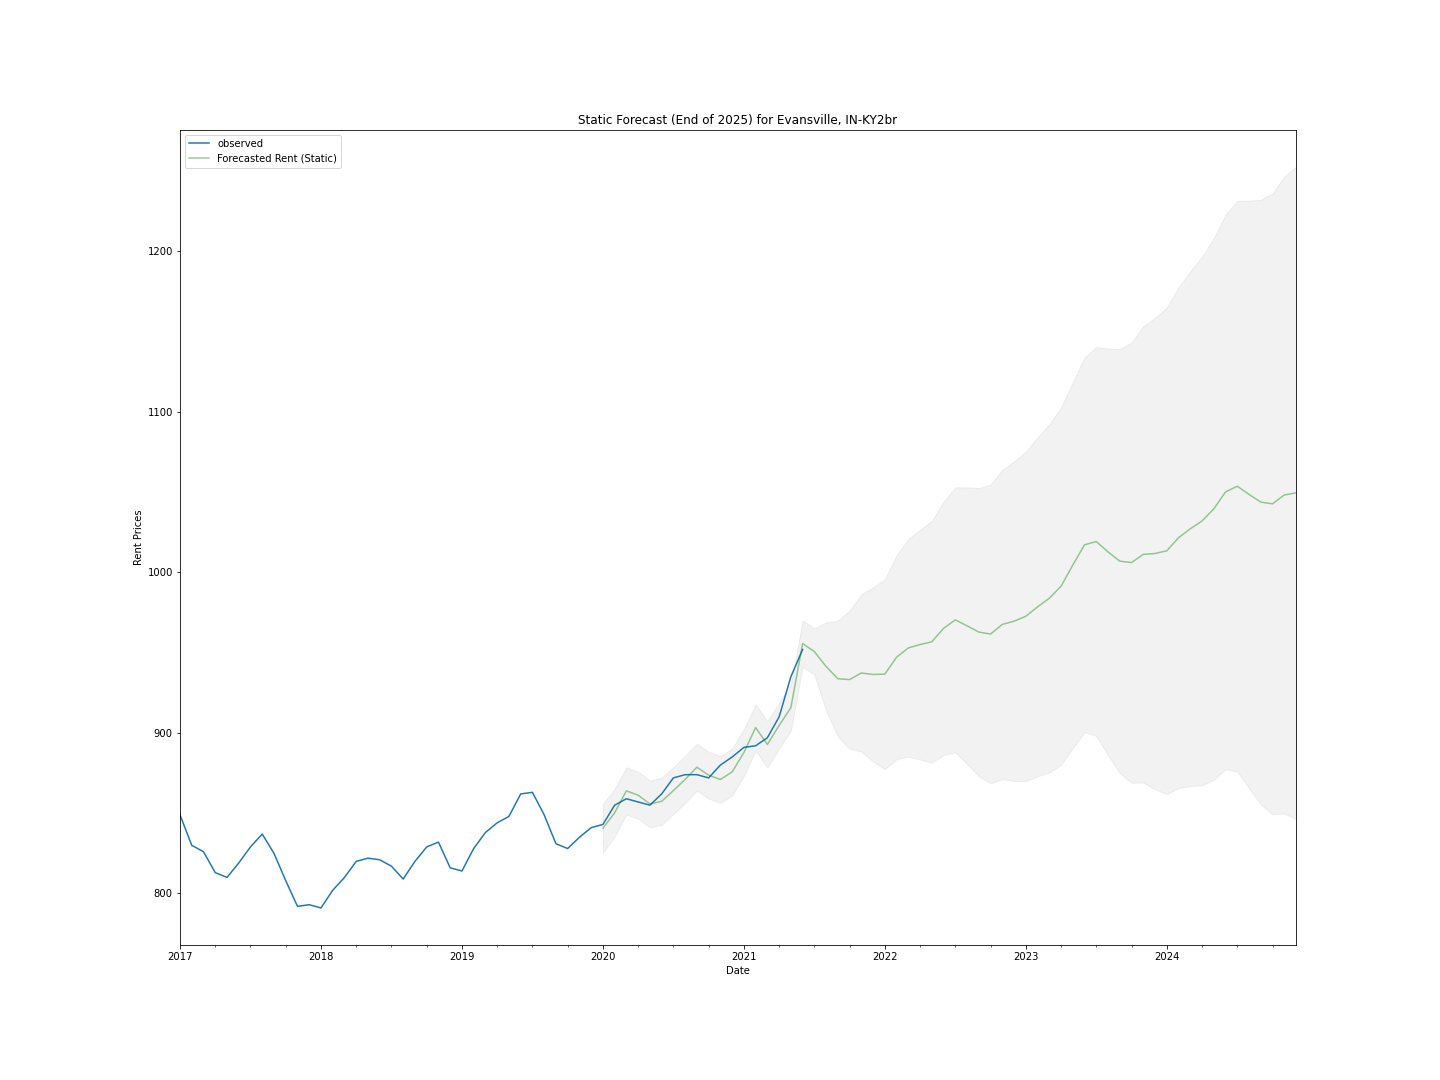 Static Forecast (End of 2025) for Evansville, IN-KY2br
observed
Forecasted Rent (Static)
1200
1100
1000
900
800
Rent Prices
2017 2018 2019 2020 2021 2022 2023 2024
Date